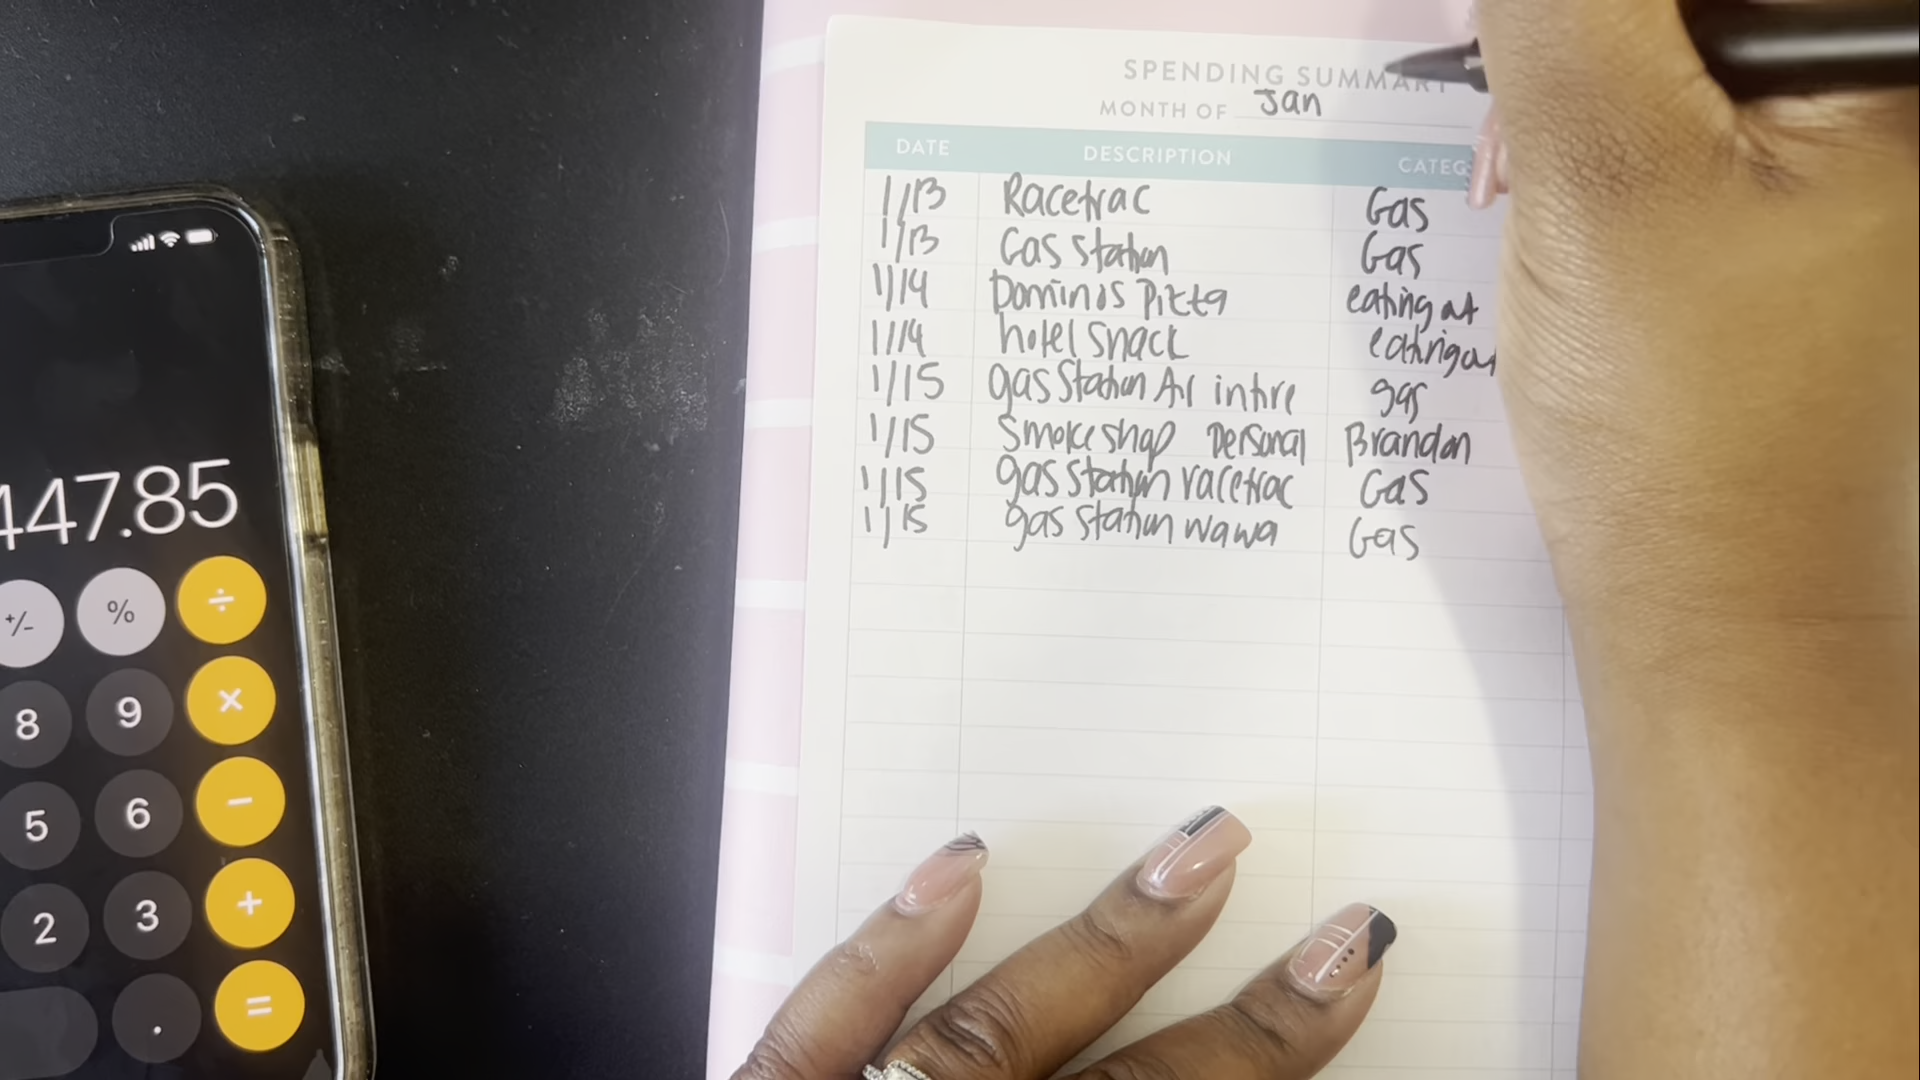 SPENDING SUMMARY
MONTH OF Jan
DATE DESCRIPTION CATEG
1/13 Racetrac Gas
1/13 Gas Station Gas
1/14 Dominos Pizza eating out
1/14 hotel snack eating out
1/15 gas Station Air in tire gas
1/15 Smoke shop personal Brandon
1/15 gas station racetrac Gas
1/15 gas station wawa Gas
447.85
+/- % ÷
8 9 ×
5 6 −
2 3 +
. =